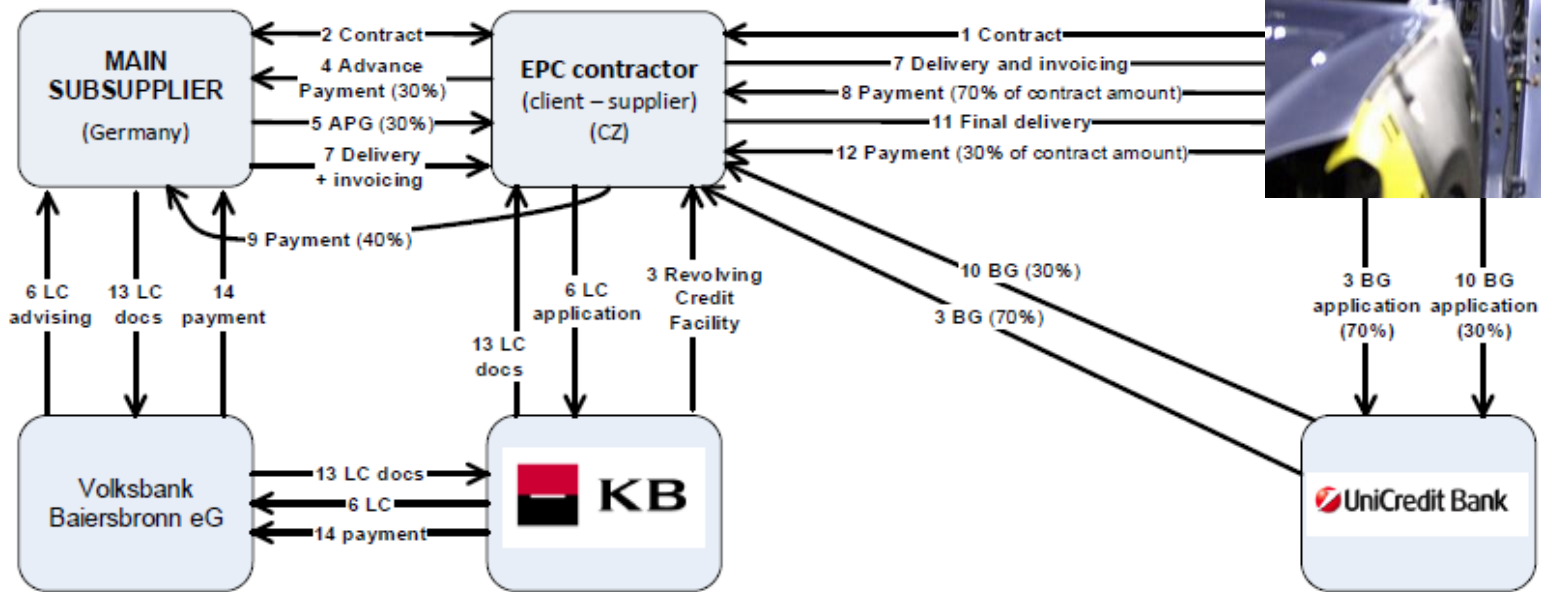 MAIN
SUBSUPPLIER
(Germany)
2 Contract
4 Advance
Payment (30%)
5 APG (30%)
7 Delivery
+ invoicing
EPC contractor
(client – supplier)
(CZ)
1 Contract
7 Delivery and invoicing
8 Payment (70% of contract amount)
11 Final delivery
12 Payment (30% of contract amount)
9 Payment (40%)
6 LC
advising
13 LC
docs
14
payment
13 LC
docs
6 LC
application
3 Revolving
Credit
Facility
10 BG (30%)
3 BG (70%)
3 BG
application
(70%)
10 BG
application
(30%)
Volksbank
Baiersbronn eG
13 LC docs
6 LC
14 payment
KB
UniCredit Bank